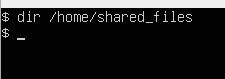 $ dir /home/shared_files
$ _